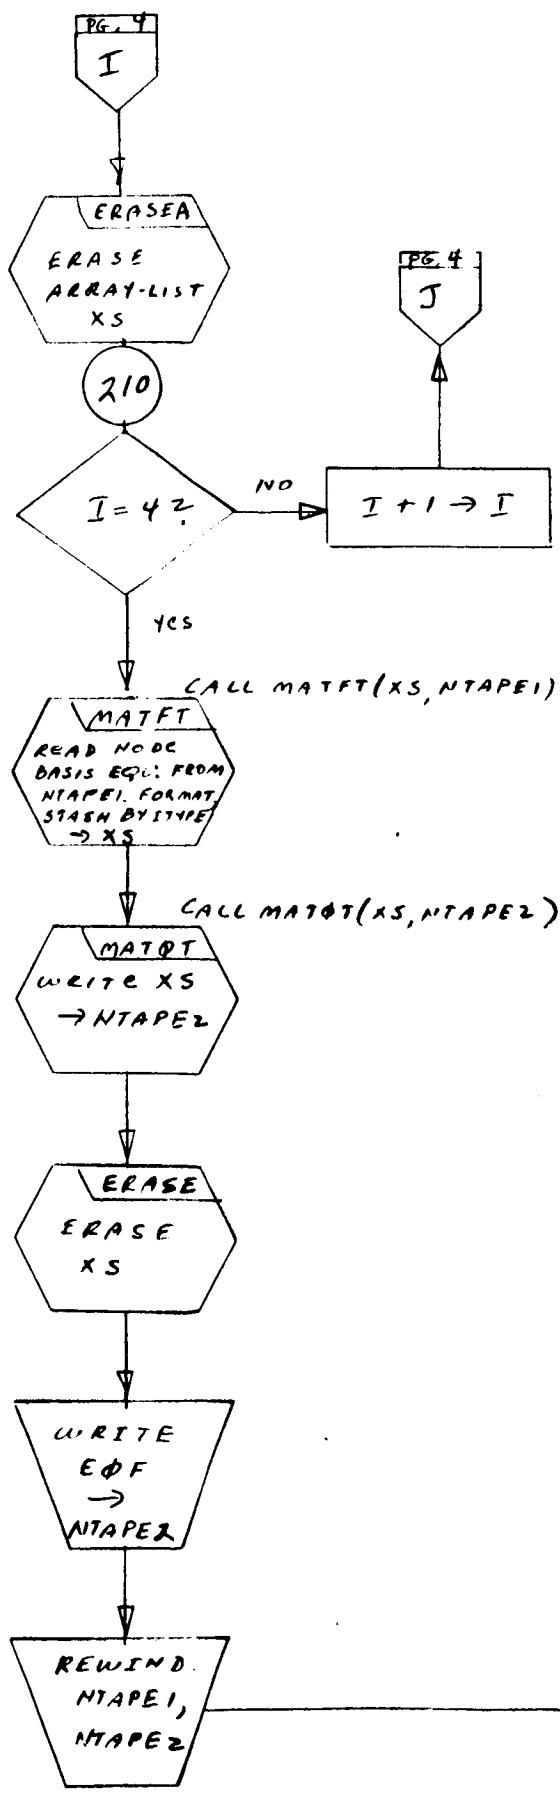 PG. 4
I
ERASEA
ERASE
ARRAY-LIST
XS
210
I = 4 ?
NO
I + 1 → I
PG. 4
J
YES
CALL MATFT(XS, NTAPE1)
MATFT
READ NODE
BASIS EQU. FROM
NTAPE1. FORMAT,
STASH BY ITYPE
→ XS
CALL MATØT(XS, NTAPE2)
MATØT
WRITE XS
→ NTAPE2
ERASE
ERASE
XS
WRITE
EØF
→
NTAPE2
REWIND
NTAPE1,
NTAPE2